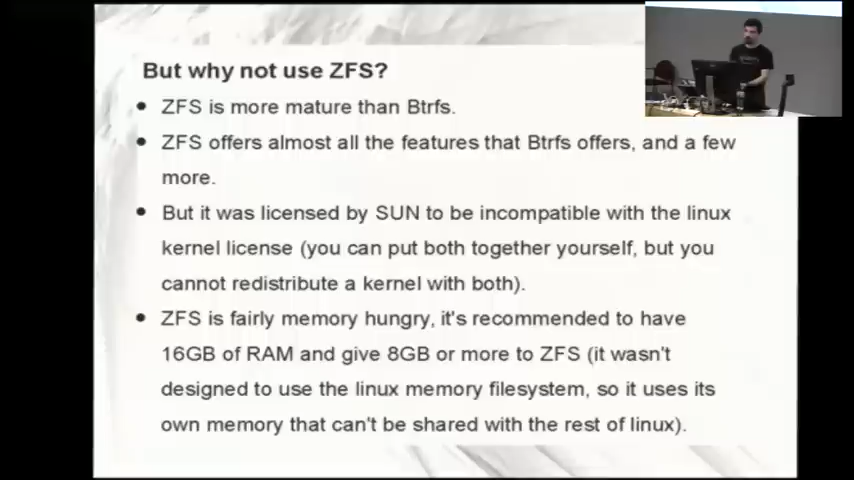 But why not use ZFS?
ZFS is more mature than Btrfs.
ZFS offers almost all the features that Btrfs offers, and a few
more.
But it was licensed by SUN to be incompatible with the linux
kernel license (you can put both together yourself, but you
cannot redistribute a kernel with both).
ZFS is fairly memory hungry, it's recommended to have
16GB of RAM and give 8GB or more to ZFS (it wasn't
designed to use the linux memory filesystem, so it uses its
own memory that can't be shared with the rest of linux).